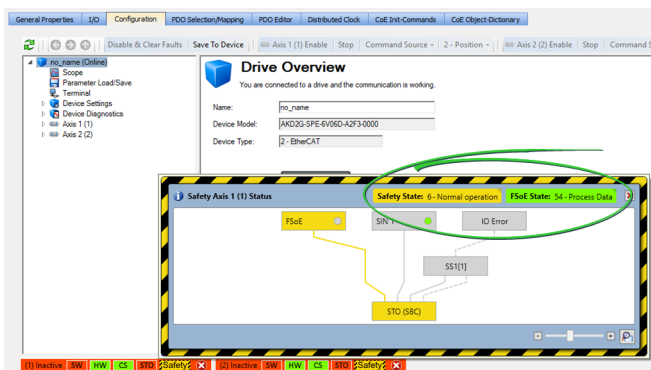 General Properties I/O Configuration PDO Selection/Mapping PDO Editor Distributed Clock CoE Init-Commands CoE Object-Dictionary
Disable & Clear Faults Save To Device Axis 1 (1) Enable Stop Command Source 2 - Position Axis 2 (2) Enable Stop Command S
no_name (Online)
Scope
Parameter Load/Save
Terminal
Device Settings
Device Diagnostics
Axis 1 (1)
Axis 2 (2)
Drive Overview
You are connected to a drive and the communication is working.
Name: no_name
Device Model: AKD2G-SPE-6V06D-A2F3-0000
Device Type: 2 - EtherCAT
Safety Axis 1 (1) Status Safety State: 6 - Normal operation FSoE State: 54 - Process Data
FSoE SIN 1 IO Error
SS1[1]
STO (SBC)
(1) Inactive SW HW CS STO Safety (2) Inactive SW HW CS STO Safety